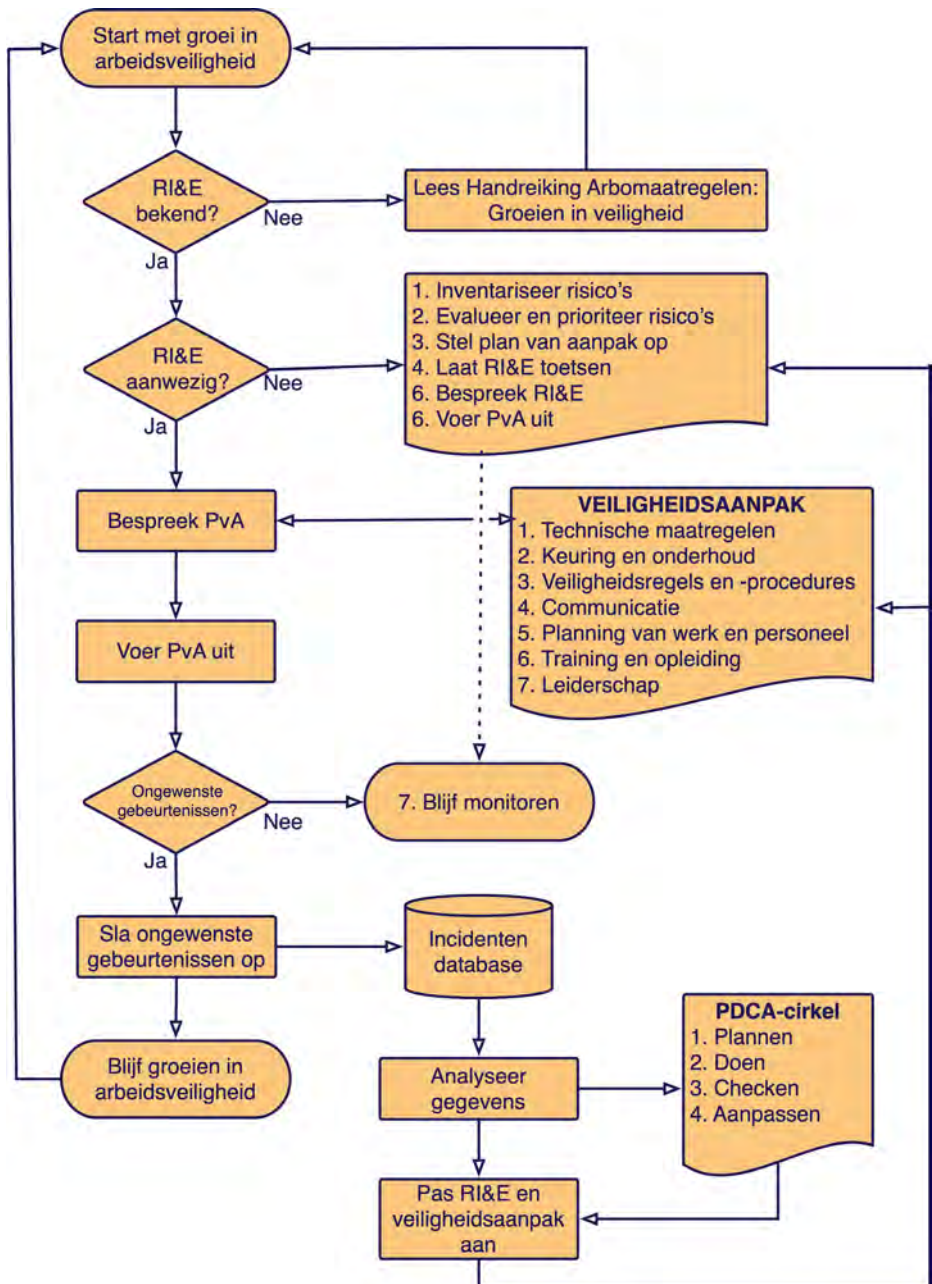 Start met groei in
arbeidsveiligheid
RI&E
bekend?
Nee
Lees Handreiking Arbomaatregelen:
Groeien in veiligheid
Ja
RI&E
aanwezig?
Nee
1. Inventariseer risico's
2. Evalueer en prioriteer risico's
3. Stel plan van aanpak op
4. Laat RI&E toetsen
6. Bespreek RI&E
6. Voer PvA uit
Ja
Bespreek PvA
VEILIGHEIDSAANPAK
1. Technische maatregelen
2. Keuring en onderhoud
3. Veiligheidsregels en -procedures
4. Communicatie
5. Planning van werk en personeel
6. Training en opleiding
7. Leiderschap
Voer PvA uit
Ongewenste
gebeurtenissen?
Nee
7. Blijf monitoren
Ja
Sla ongewenste
gebeurtenissen op
Incidenten
database
Blijf groeien in
arbeidsveiligheid
Analyseer
gegevens
PDCA-cirkel
1. Plannen
2. Doen
3. Checken
4. Aanpassen
Pas RI&E en
veiligheidsaanpak
aan